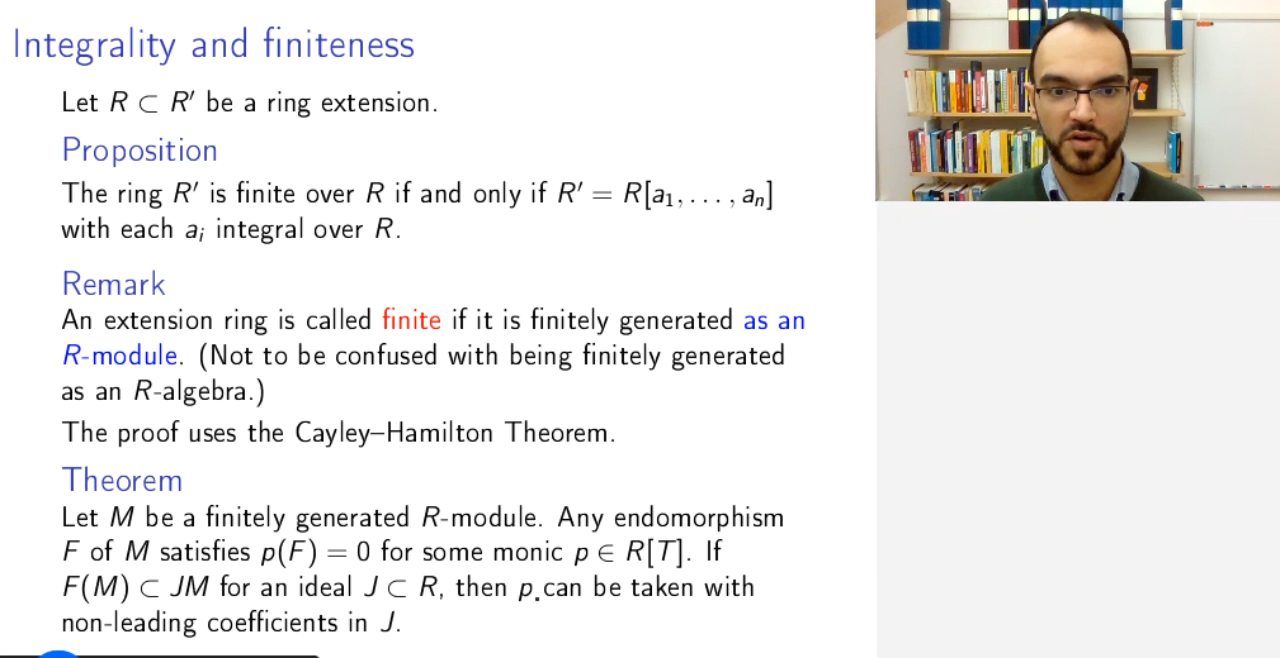 Integrality and finiteness
Let R ⊂ R′ be a ring extension.
Proposition
The ring R′ is finite over R if and only if R′ = R[a₁, . . . , aₙ]
with each aᵢ integral over R.
Remark
An extension ring is called finite if it is finitely generated as an
R-module. (Not to be confused with being finitely generated
as an R-algebra.)
The proof uses the Cayley–Hamilton Theorem.
Theorem
Let M be a finitely generated R-module. Any endomorphism
F of M satisfies p(F) = 0 for some monic p ∈ R[T]. If
F(M) ⊂ JM for an ideal J ⊂ R, then p can be taken with
non-leading coefficients in J.